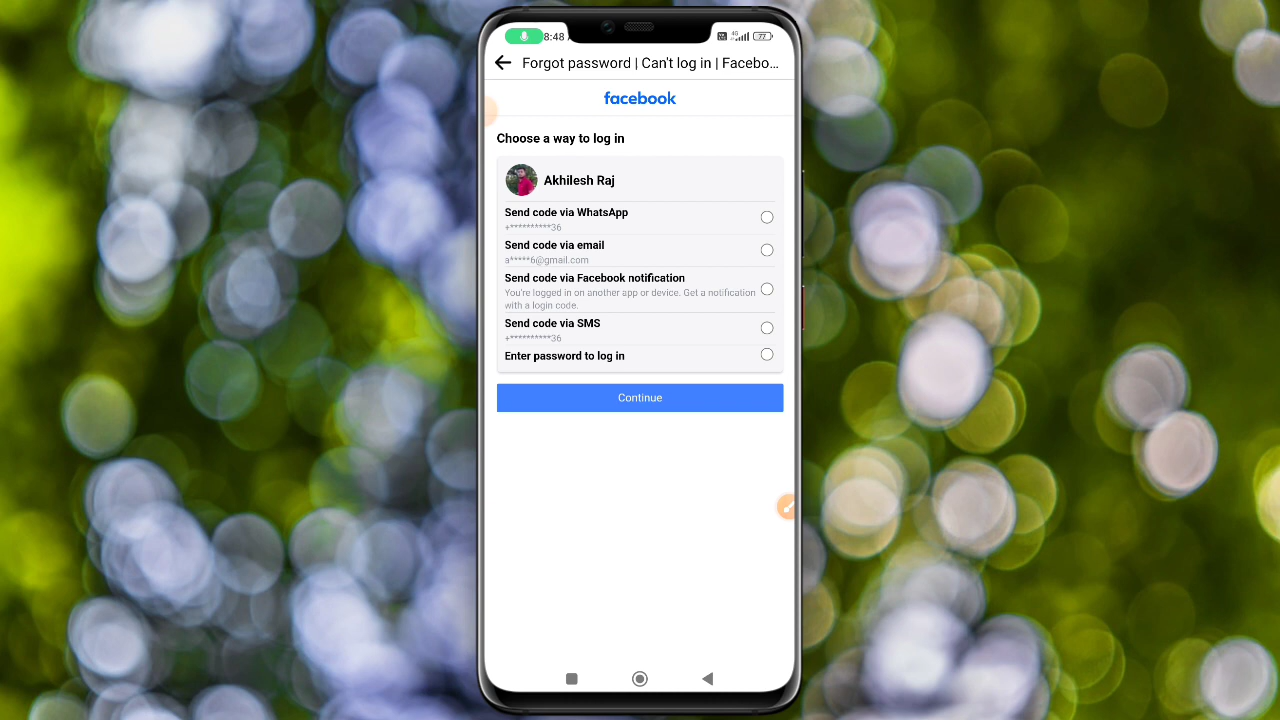 8:48
4G
77
Forgot password | Can't log in | Facebo...
facebook
Choose a way to log in
Akhilesh Raj
Send code via WhatsApp
+**********36
Send code via email
a*****6@gmail.com
Send code via Facebook notification
You're logged in on another app or device. Get a notification
with a login code.
Send code via SMS
+**********36
Enter password to log in
Continue